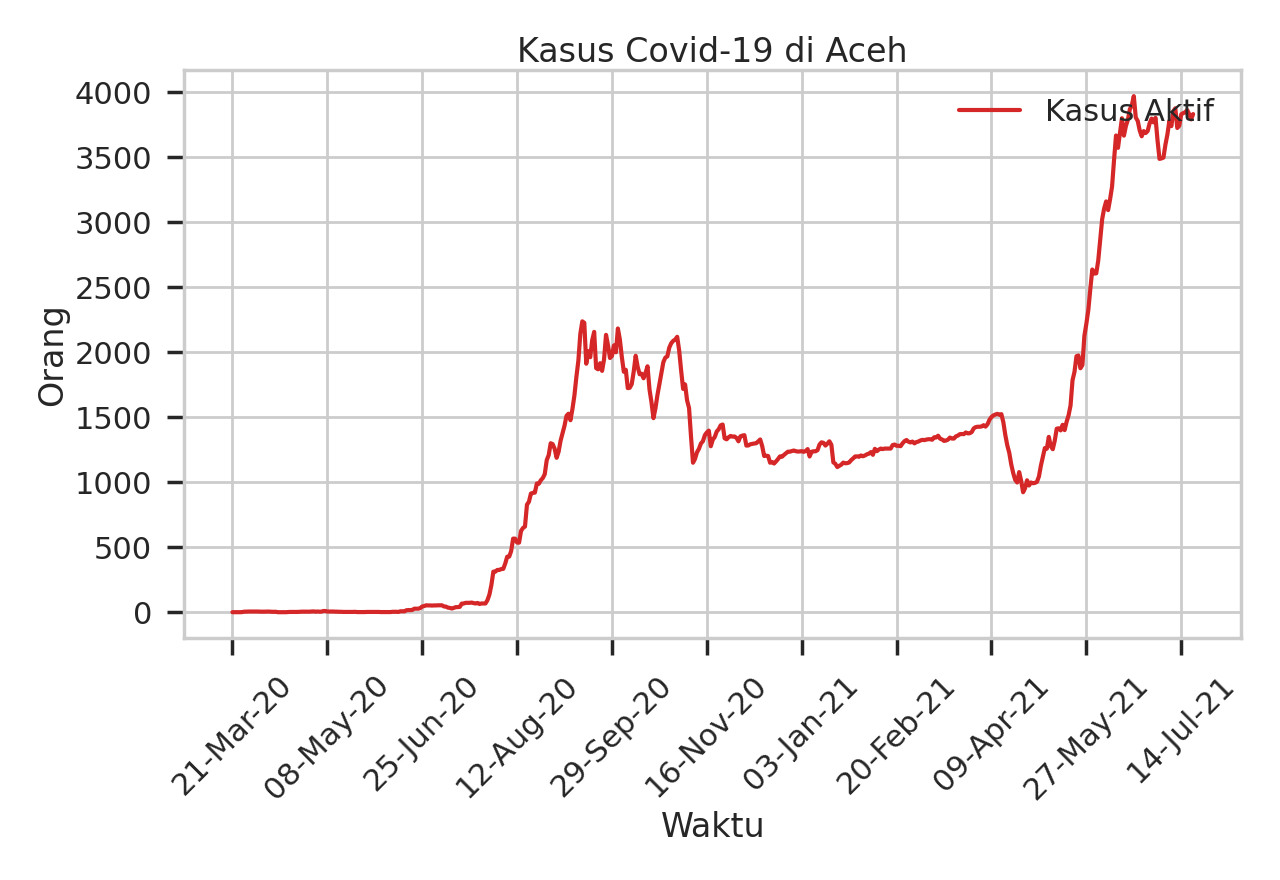 Kasus Covid-19 di Aceh
Kasus Aktif
4000
3500
3000
2500
2000
1500
1000
500
0
Orang
21-Mar-20
08-May-20
25-Jun-20
12-Aug-20
29-Sep-20
16-Nov-20
03-Jan-21
20-Feb-21
09-Apr-21
27-May-21
14-Jul-21
Waktu